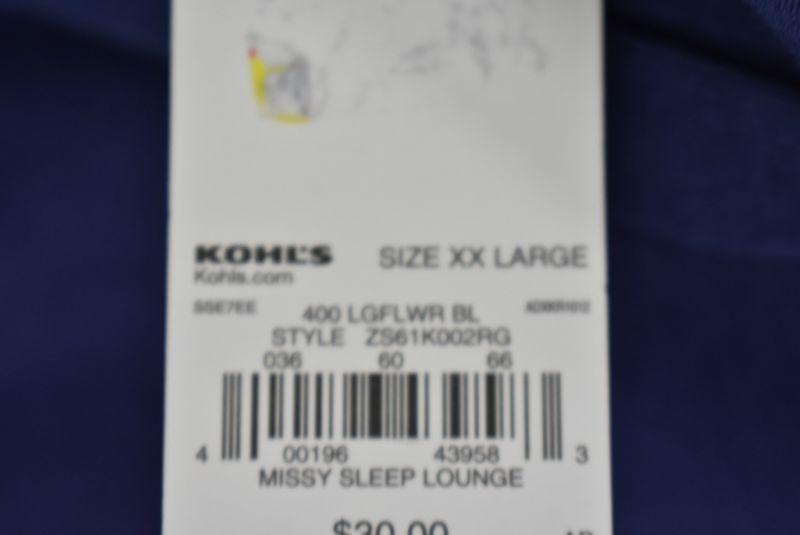 KOHL'S SIZE XX LARGE
Kohls.com
SSE7EE
400 LGFLWR BL
STYLE ZS61K002RG
036 60 66
4 00196 43958 3
MISSY SLEEP LOUNGE